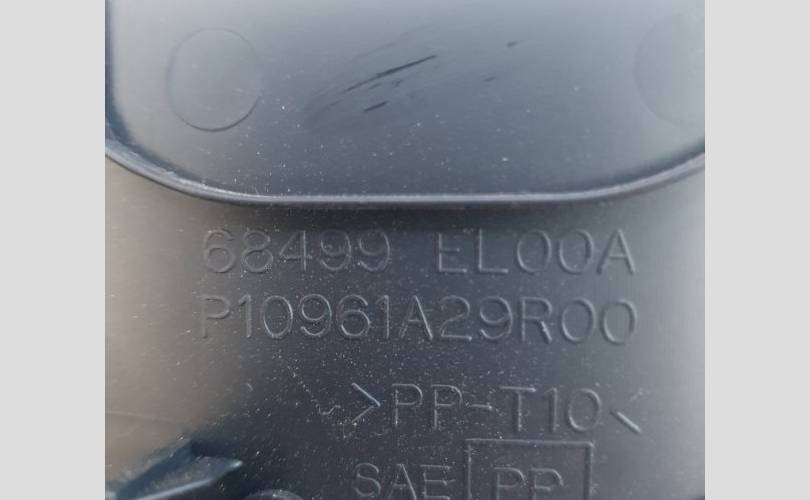 68499 EL00A
P10961A29R00
>PP-T10<
SAE PP